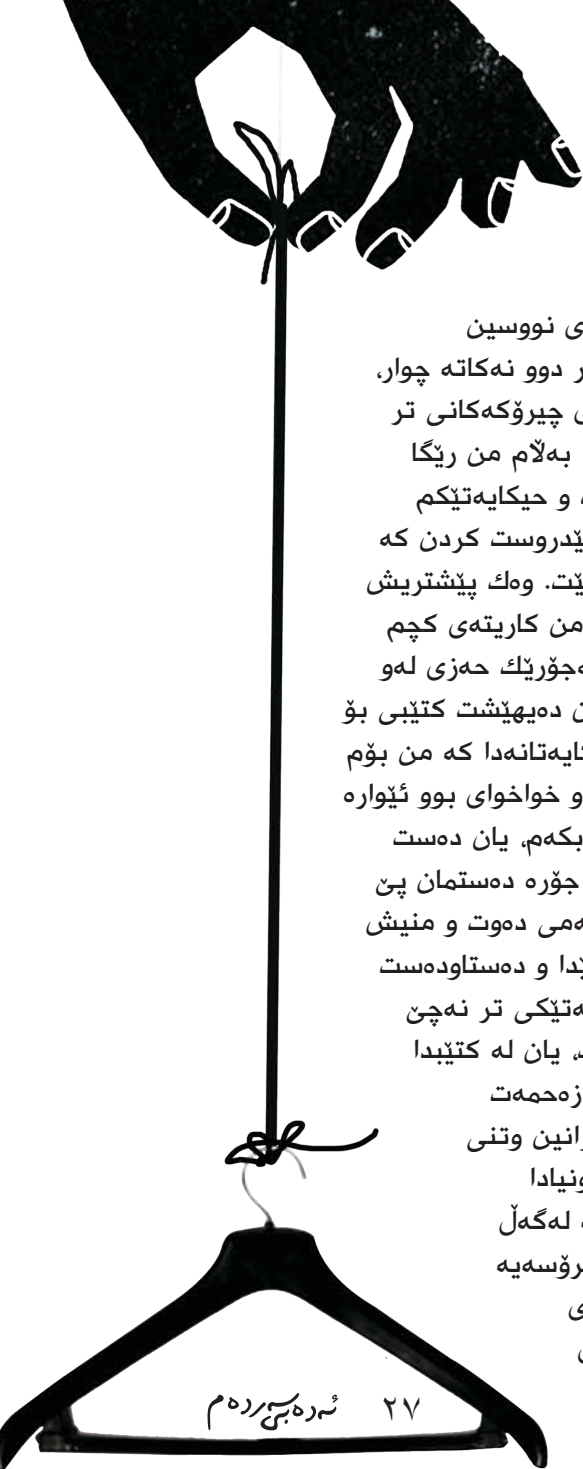 ی نووسین
ر دوو نەکاتە چوار،
ی چیرۆکەکانی تر
بەڵام من رێگا
و حیکایەتێکم
ێدروست کردن کە
ێت. وەك پێشتریش
من کاریتەی کچم
ەجۆرێك حەزی لەو
ن دەیهێشت کتێبی بۆ
کایەتانەدا کە من بۆم
و خواخوای بوو ئێوارە
بکەم، یان دەست
جۆرە دەستمان پێ
ەمی دەوت و منیش
ێدا و دەستاودەست
ەتێکی تر نەچێ
، یان لە کتێبدا
زەحمەت
رانین وتنی
ونیادا
ە لەگەڵ
رۆسەیە
ی
ئەدەبی سەردەم ٢٧